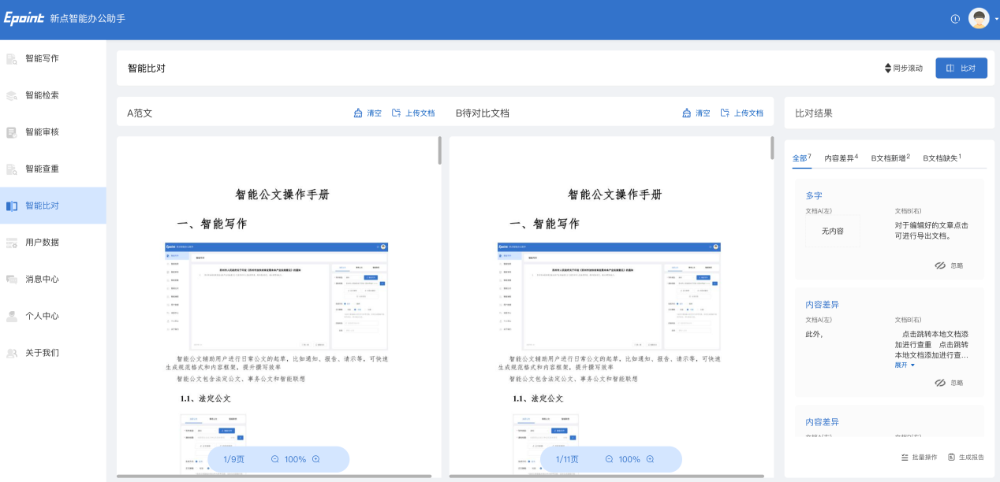 Epoint 新点智能办公助手
智能写作
智能检索
智能审核
智能查重
智能比对
用户数据
消息中心
个人中心
关于我们
智能比对
同步滚动
比对
A范文
清空
上传文档
B待对比文档
清空
上传文档
比对结果
智能公文操作手册
一、智能写作
智能公文辅助用户进行日常公文的起草，比如通知、报告、请示等，可快速
生成规范格式和内容框架，提升撰写效率
智能公文包含法定公文、事务公文和智能联想
1.1、法定公文
1/9页
100%
智能公文操作手册
一、智能写作
智能公文辅助用户进行日常公文的起草，比如通知、报告、请示等，可快速
生成规范格式和内容框架，提升撰写效率
智能公文包含法定公文、事务公文和智能联想
1.1、法定公文
1/11页
100%
全部7 内容差异4 B文档新增2 B文档缺失1
多字
文档A(左)
无内容
文档B(右)
对于编辑好的文章点击
可进行导出文档。
忽略
内容差异
文档A(左)
此外,
文档B(右)
点击跳转本地文档添
加进行查重 点击跳转
本地文档添加进行查...
展开
忽略
内容差异
文档A(左)
文档B(右)
批量操作
生成报告